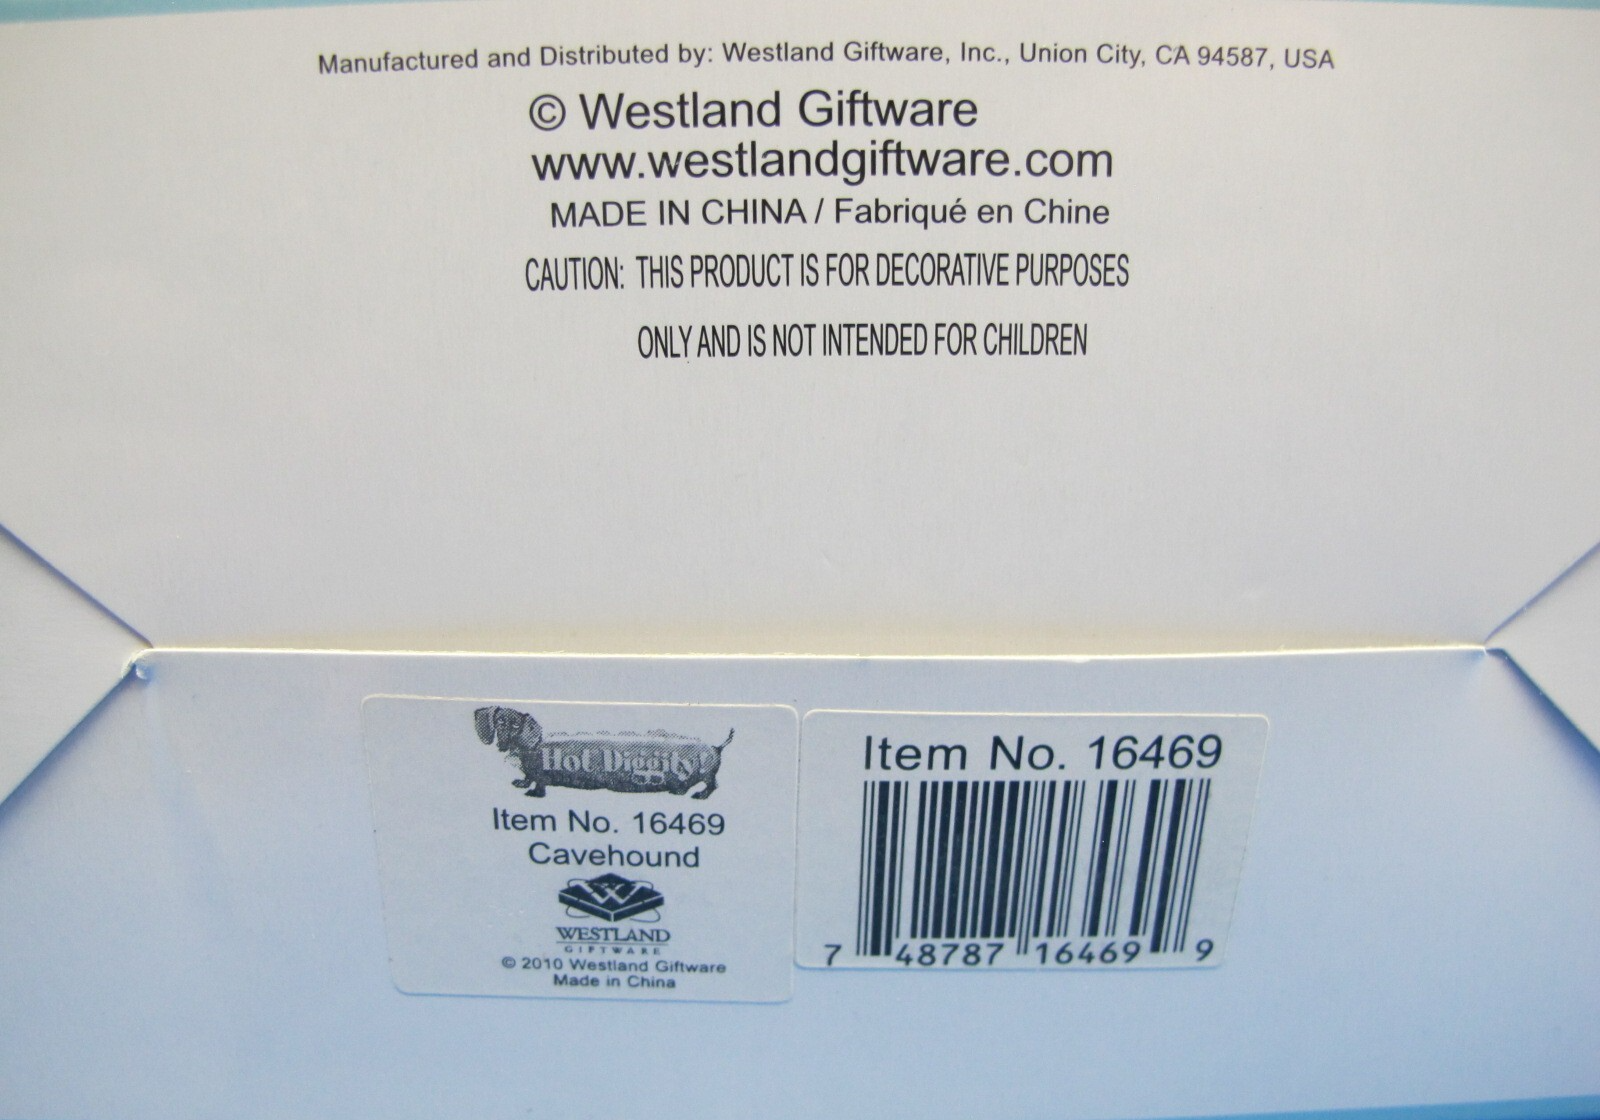 Manufactured and Distributed by: Westland Giftware, Inc., Union City, CA 94587, USA
© Westland Giftware
www.westlandgiftware.com
MADE IN CHINA / Fabriqué en Chine
CAUTION: THIS PRODUCT IS FOR DECORATIVE PURPOSES
ONLY AND IS NOT INTENDED FOR CHILDREN
Hot Diggity!
Item No. 16469
Cavehound
W
WESTLAND
GIFTWARE
© 2010 Westland Giftware
Made in China
Item No. 16469
7 48787 16469 9